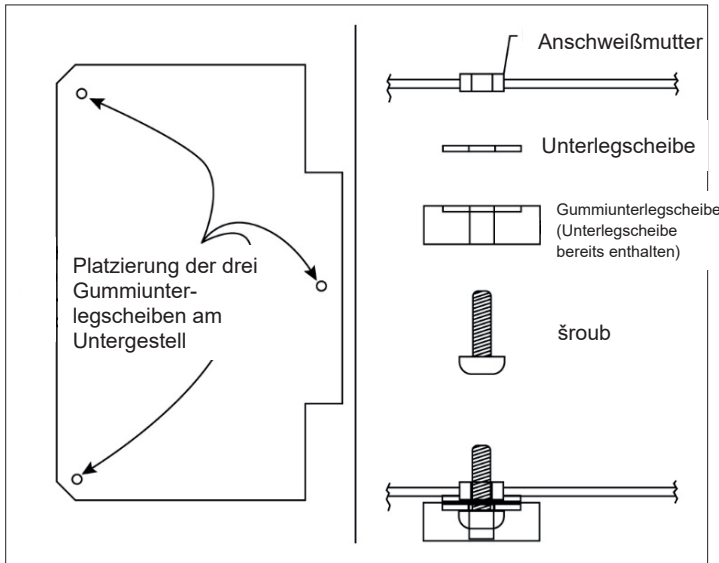 Platzierung der drei
Gummiunter-
legscheiben am
Untergestell
Anschweißmutter
Unterlegscheibe
Gummiunterlegscheibe
(Unterlegscheibe
bereits enthalten)
šroub